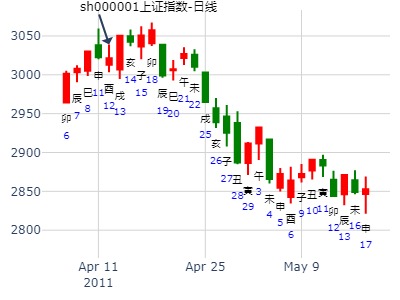 sh000001上证指数-日线
3050
3000
2950
2900
2850
2800
卯
6
辰
7
巳
8
申
11
酉
12
戌
13
亥
14
子
15
卯
18
辰
19
巳
20
午
21
未
22
戌
25
亥
26
子
27
丑
28
寅
29
午
3
未
4
申
5
酉
6
子
9
丑
10
寅
11
卯
12
辰
13
未
16
申
17
Apr 11
2011
Apr 25
May 9